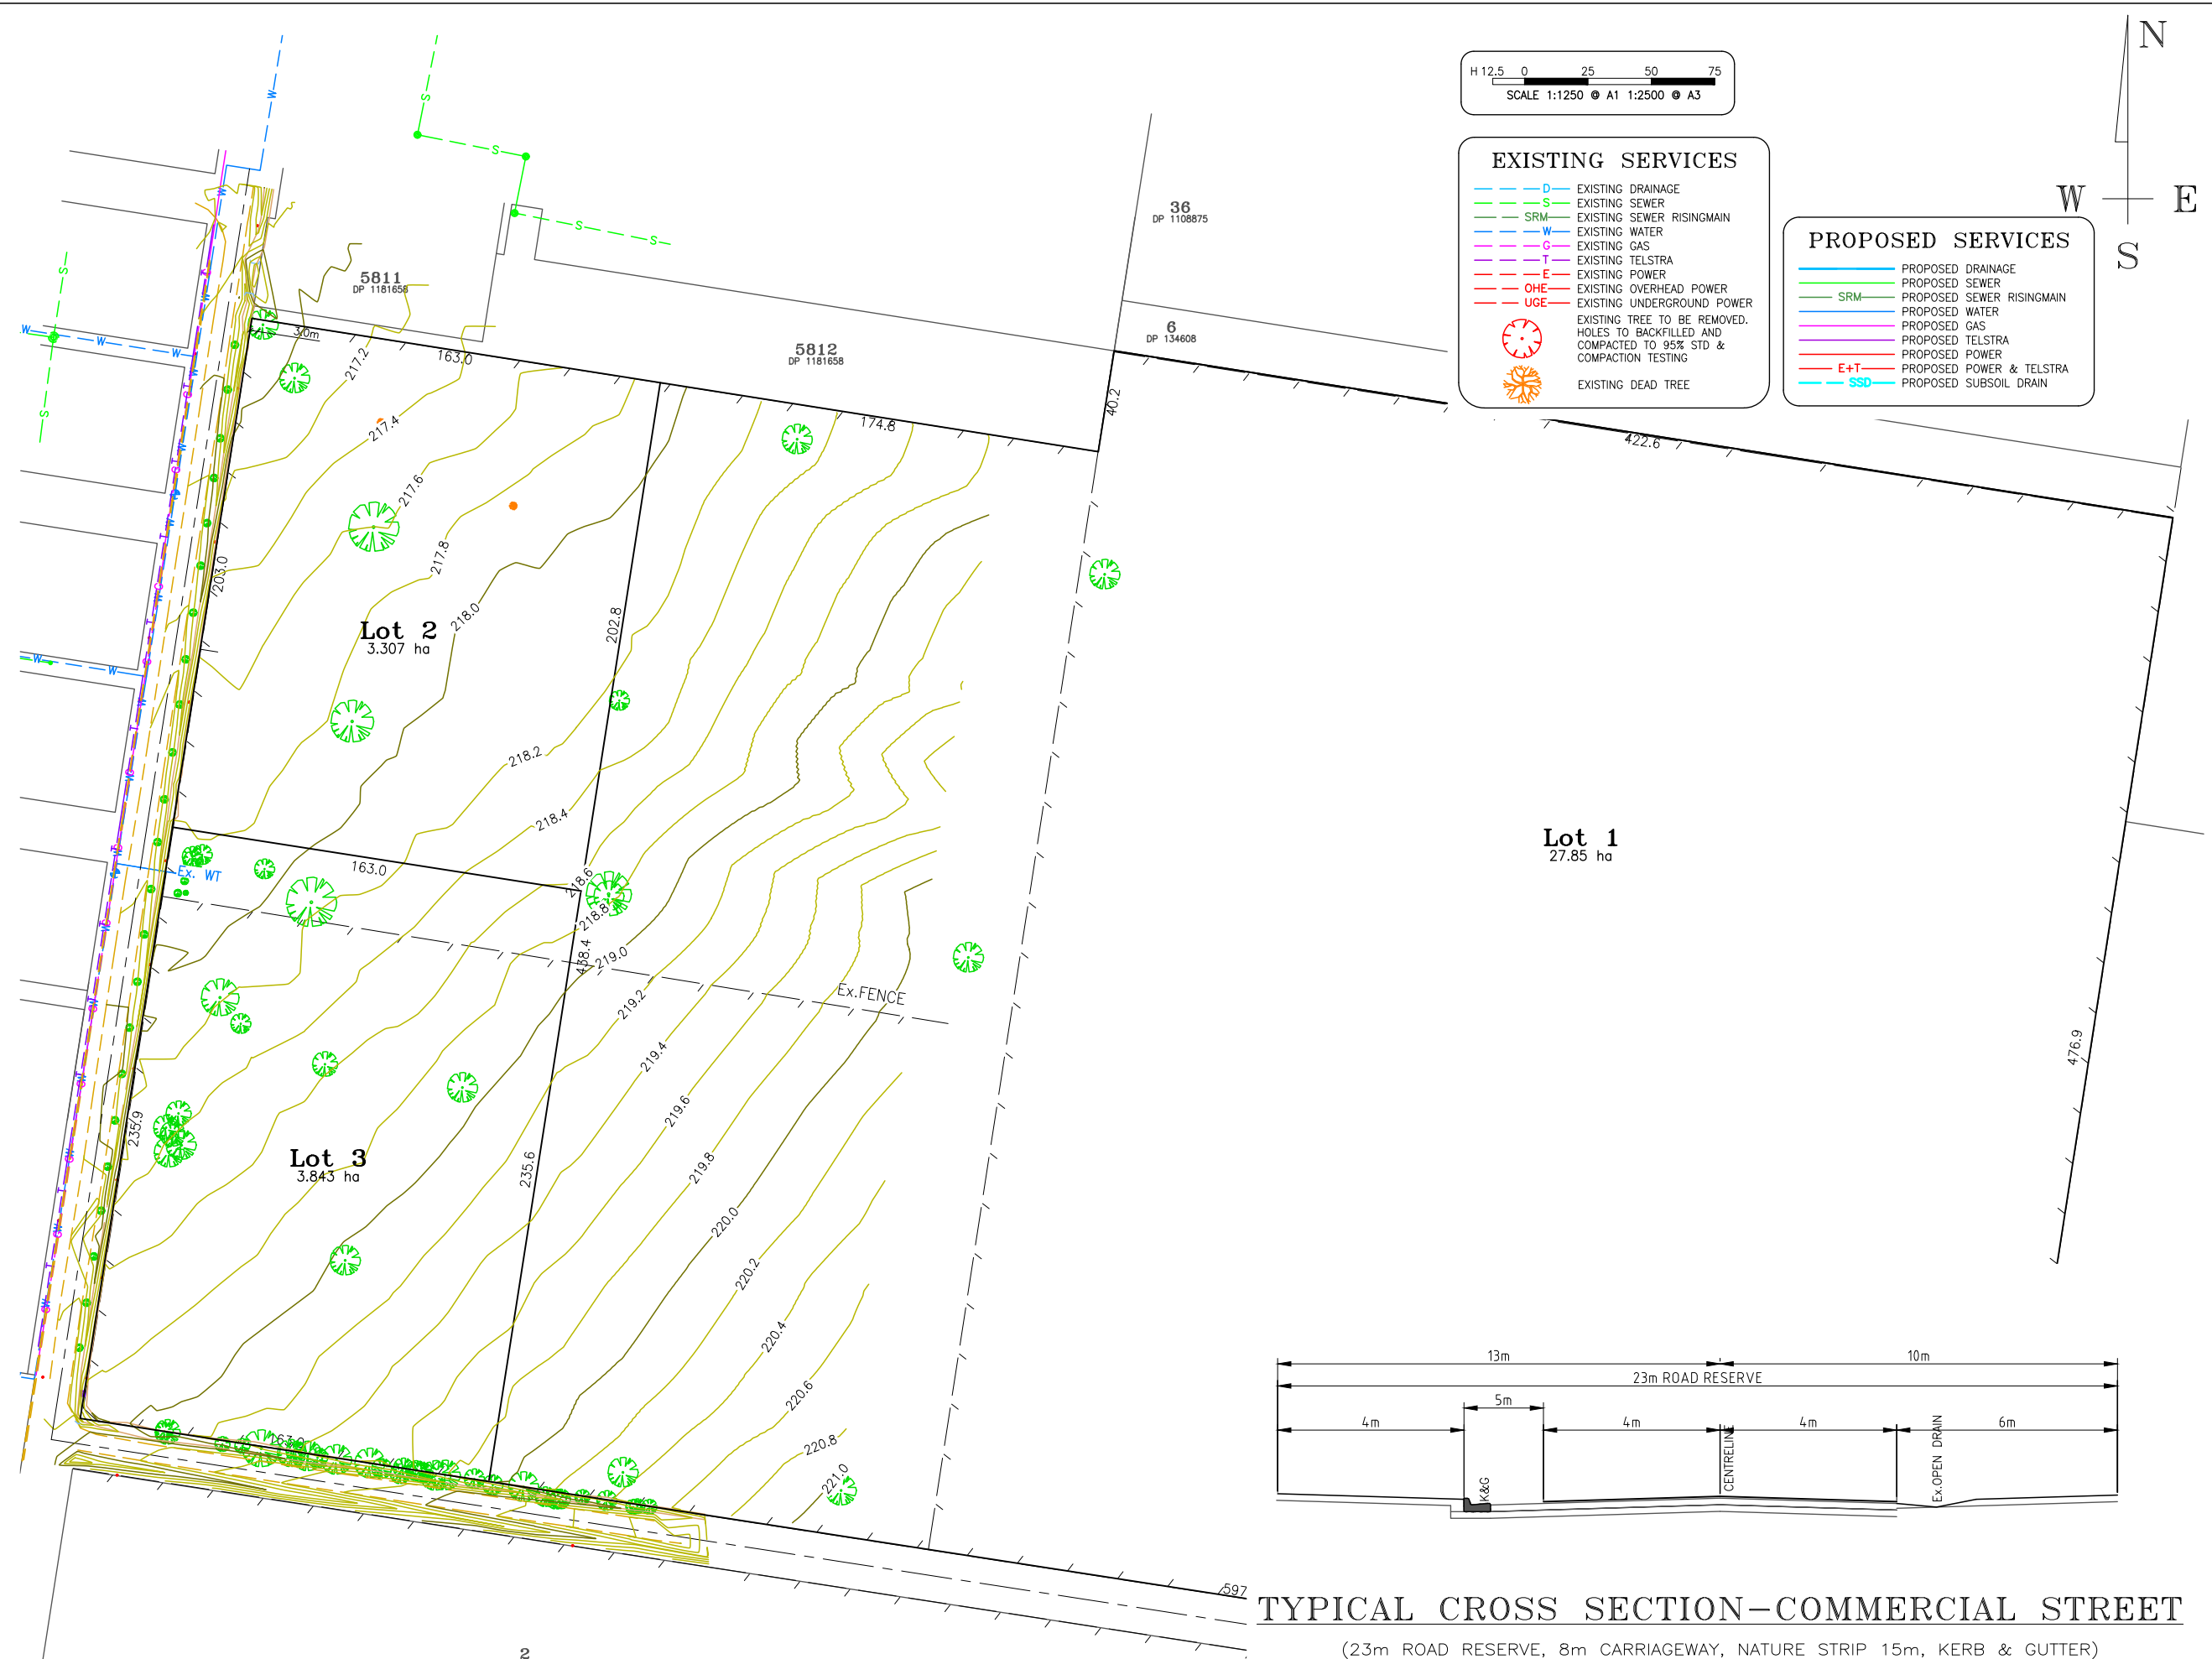 N
W
E
S
H 12.5 0 25 50 75
SCALE 1:1250 @ A1 1:2500 @ A3
EXISTING SERVICES
D EXISTING DRAINAGE
S EXISTING SEWER
SRM EXISTING SEWER RISINGMAIN
W EXISTING WATER
G EXISTING GAS
T EXISTING TELSTRA
E EXISTING POWER
OHE EXISTING OVERHEAD POWER
UGE EXISTING UNDERGROUND POWER
EXISTING TREE TO BE REMOVED.
HOLES TO BACKFILLED AND
COMPACTED TO 95% STD &
COMPACTION TESTING
EXISTING DEAD TREE
PROPOSED SERVICES
PROPOSED DRAINAGE
PROPOSED SEWER
SRM PROPOSED SEWER RISINGMAIN
PROPOSED WATER
PROPOSED GAS
PROPOSED TELSTRA
PROPOSED POWER
E+T PROPOSED POWER & TELSTRA
SSD PROPOSED SUBSOIL DRAIN
36
DP 1108875
5811
DP 1181658
6
DP 134608
5812
DP 1181658
3.0m
163.0
174.8
40.2
422.6
217.2
217.4
217.6
217.8
218.0
203.0
202.8
Lot 2
3.307 ha
218.2
218.4
Lot 1
27.85 ha
163.0
Ex. WT
218.6
218.8
438.4
219.0
Ex.FENCE
219.2
219.4
476.9
219.6
235.9
Lot 3
3.843 ha
235.6
219.8
220.0
220.2
220.4
220.6
220.8
221.0
163.0
597
2
13m 10m
23m ROAD RESERVE
5m
4m 4m 4m 6m
K&G
CENTRELINE
Ex.OPEN DRAIN
TYPICAL CROSS SECTION-COMMERCIAL STREET
(23m ROAD RESERVE, 8m CARRIAGEWAY, NATURE STRIP 15m, KERB & GUTTER)